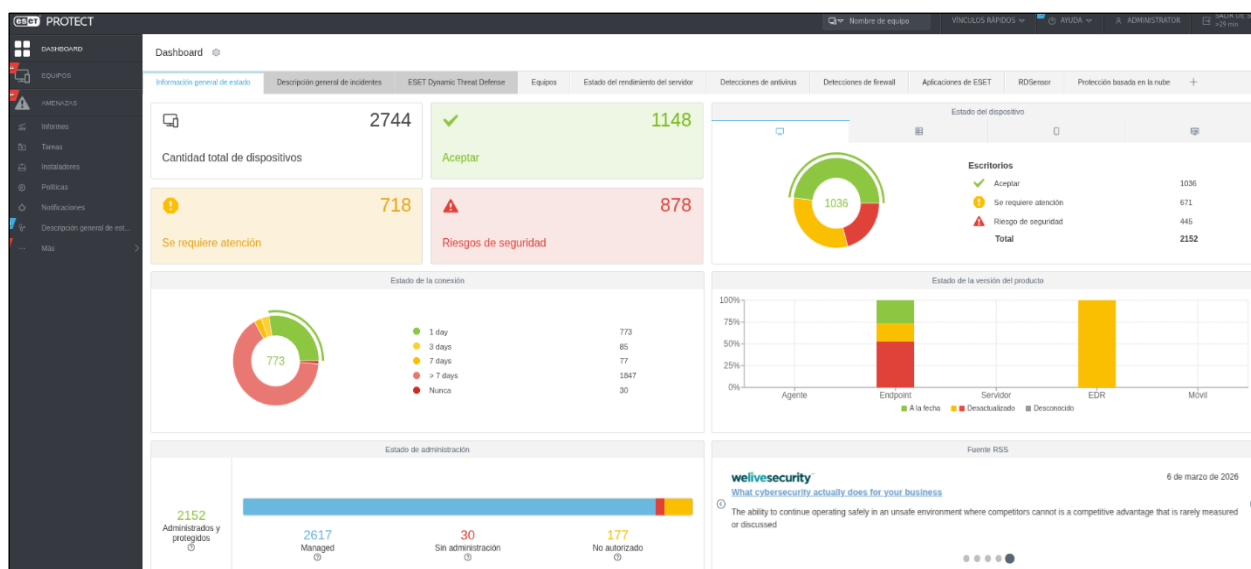 eset PROTECT
Nombre de equipo
VÍNCULOS RÁPIDOS
AYUDA
ADMINISTRATOR
>29 min
DASHBOARD
EQUIPOS
AMENAZAS
Informes
Tareas
Instaladores
Políticas
Notificaciones
Descripción general de est...
Más
Dashboard
Información general de estado
Descripción general de incidentes
ESET Dynamic Threat Defense
Equipos
Estado del rendimiento del servidor
Detecciones de antivirus
Detecciones de firewall
Aplicaciones de ESET
RDSensor
Protección basada en la nube
2744
Cantidad total de dispositivos
1148
Aceptar
718
Se requiere atención
878
Riesgos de seguridad
Estado del dispositivo
1036
Escritorios
Aceptar 1036
Se requiere atención 671
Riesgo de seguridad 445
Total 2152
Estado de la conexión
773
1 day 773
3 days 85
7 days 77
> 7 days 1847
Nunca 30
Estado de la versión del producto
100%
75%
50%
25%
0%
Agente Endpoint Servidor EDR Móvil
A la fecha Desactualizado Desconocido
Estado de administración
2152
Administrados y
protegidos
2617
Managed
30
Sin administración
177
No autorizado
Fuente RSS
welivesecurity
6 de marzo de 2026
What cybersecurity actually does for your business
The ability to continue operating safely in an unsafe environment where competitors cannot is a competitive advantage that is rarely measured
or discussed